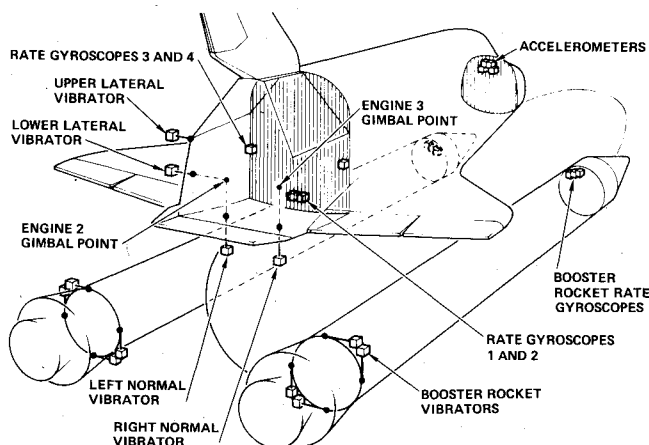 ACCELEROMETERS
RATE GYROSCOPES 3 AND 4
UPPER LATERAL
VIBRATOR
ENGINE 3
GIMBAL POINT
LOWER LATERAL
VIBRATOR
ENGINE 2
GIMBAL POINT
BOOSTER
ROCKET RATE
GYROSCOPES
RATE GYROSCOPES
1 AND 2
LEFT NORMAL
VIBRATOR
BOOSTER ROCKET
VIBRATORS
RIGHT NORMAL
VIBRATOR